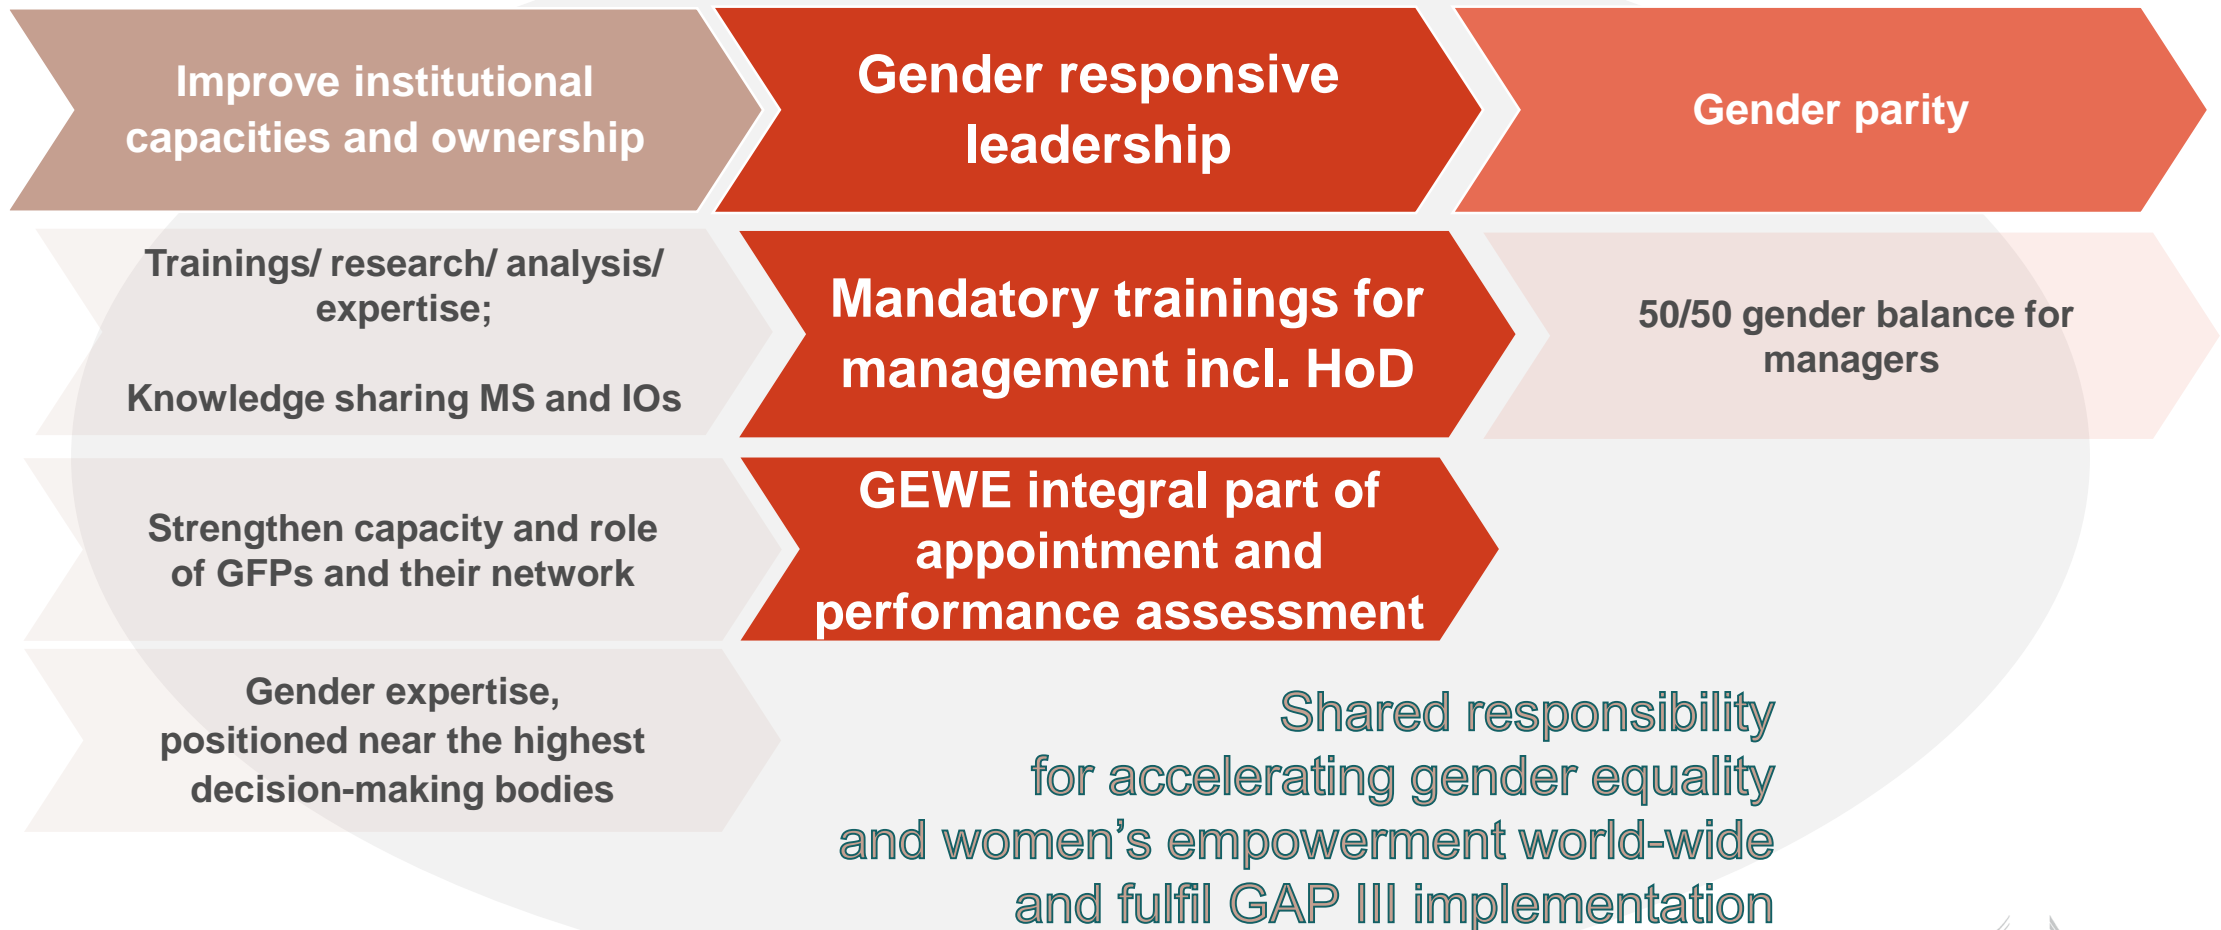 Improve institutional
capacities and ownership
Gender responsive
leadership
Gender parity
Trainings/ research/ analysis/
expertise;
Knowledge sharing MS and IOs
Mandatory trainings for
management incl. HoD
50/50 gender balance for
managers
Strengthen capacity and role
of GFPs and their network
GEWE integral part of
appointment and
performance assessment
Gender expertise,
positioned near the highest
decision-making bodies
Shared responsibility
for accelerating gender equality
and women’s empowerment world-wide
and fulfil GAP III implementation